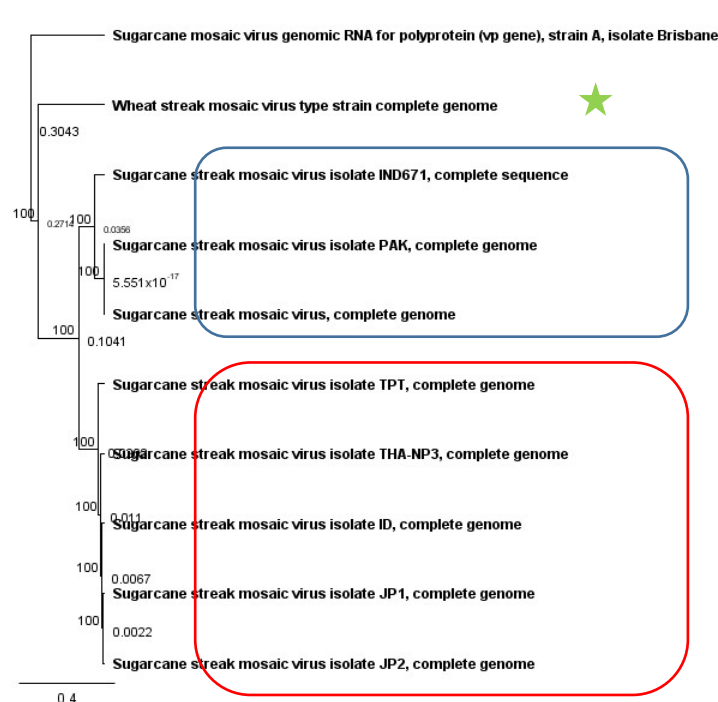 Sugarcane mosaic virus genomic RNA for polyprotein (vp gene), strain A, isolate Brisbane
Wheat streak mosaic virus type strain complete genome
0.3043
Sugarcane streak mosaic virus isolate IND671, complete sequence
100
0.2714
100
0.0356
Sugarcane streak mosaic virus isolate PAK, complete genome
100
5.551x10-17
Sugarcane streak mosaic virus, complete genome
100
0.1041
Sugarcane streak mosaic virus isolate TPT, complete genome
100
Sugarcane streak mosaic virus isolate THA-NP3, complete genome
100
0.011
Sugarcane streak mosaic virus isolate ID, complete genome
100
0.0067
Sugarcane streak mosaic virus isolate JP1, complete genome
100
0.0022
Sugarcane streak mosaic virus isolate JP2, complete genome
0.4